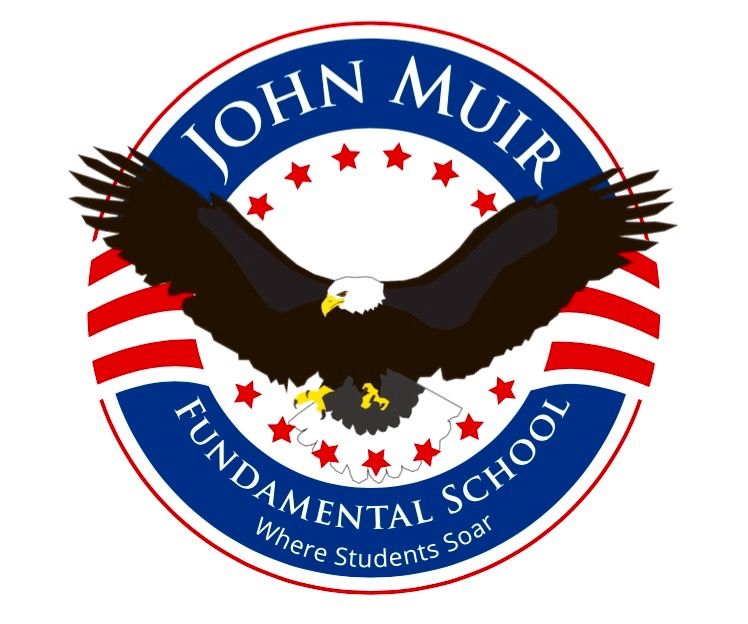 JOHN MUIR
FUNDAMENTAL SCHOOL
Where Students Soar